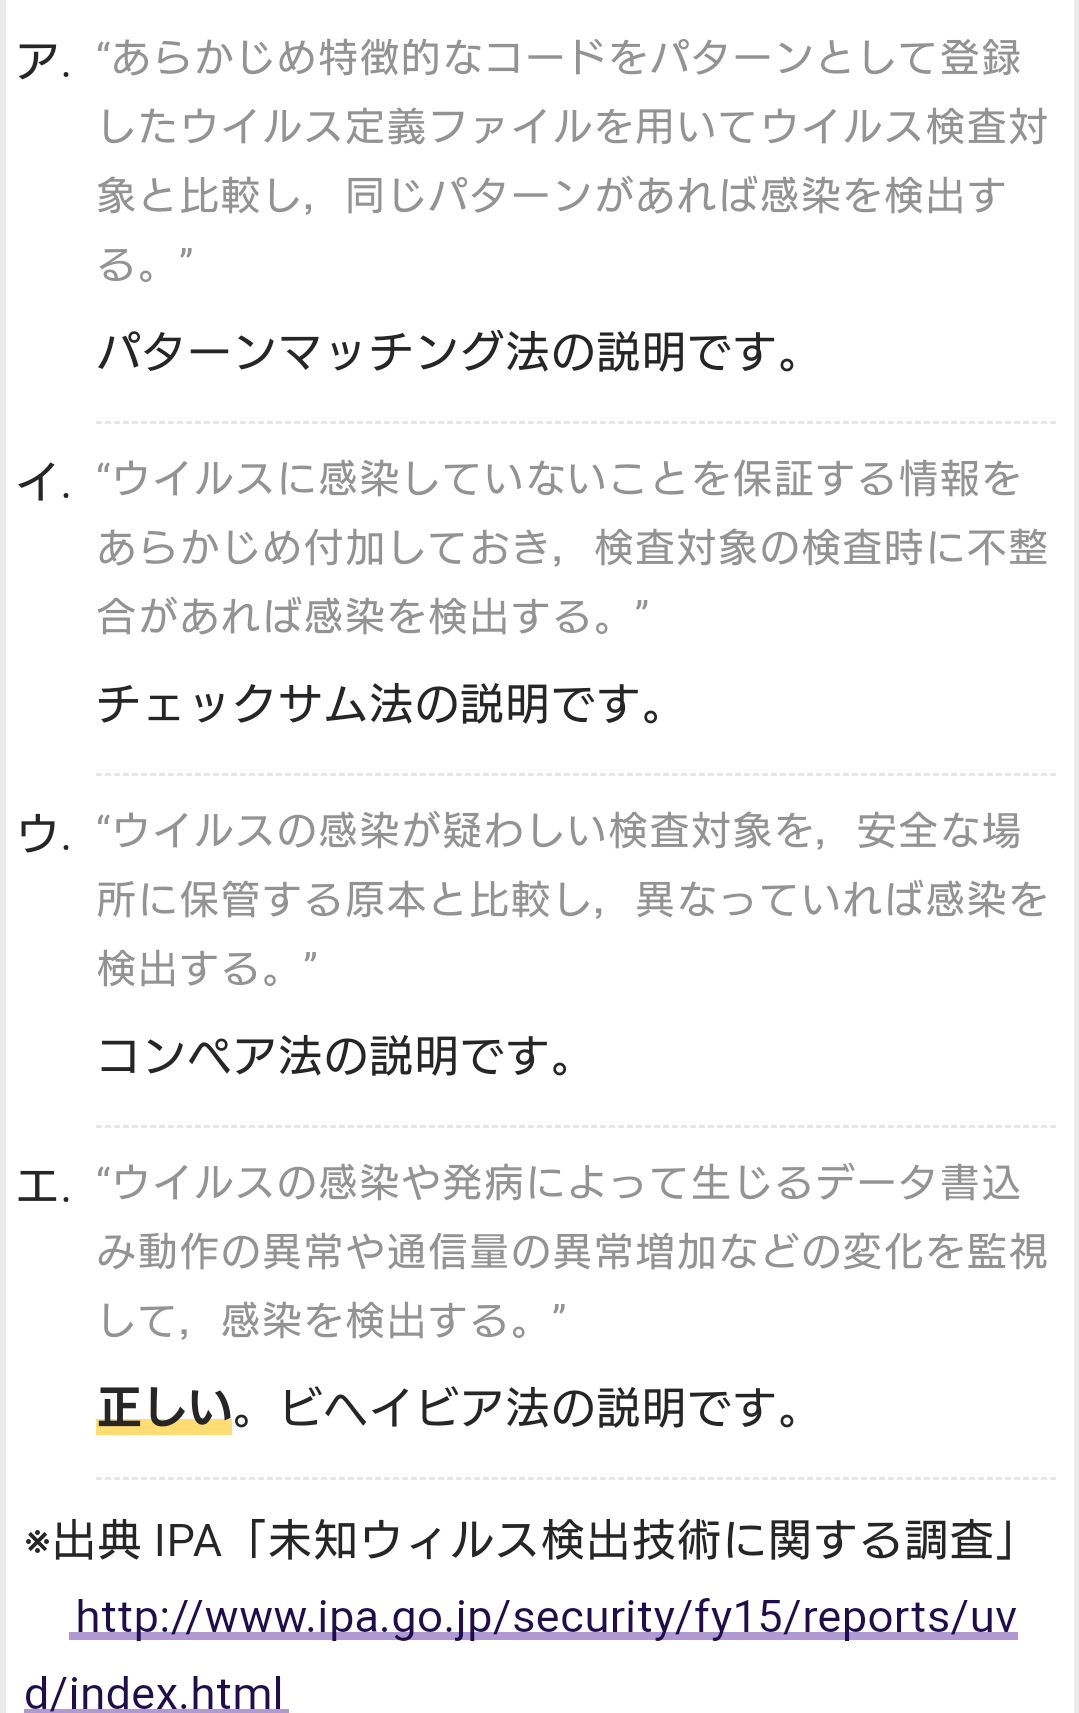 ア. “あらかじめ特徴的なコードをパターンとして登録
したウイルス定義ファイルを用いてウイルス検査対
象と比較し，同じパターンがあれば感染を検出す
る。”
パターンマッチング法の説明です。
イ. “ウイルスに感染していないことを保証する情報を
あらかじめ付加しておき，検査対象の検査時に不整
合があれば感染を検出する。”
チェックサム法の説明です。
ウ. “ウイルスの感染が疑わしい検査対象を，安全な場
所に保管する原本と比較し，異なっていれば感染を
検出する。”
コンペア法の説明です。
エ. “ウイルスの感染や発病によって生じるデータ書込
み動作の異常や通信量の異常増加などの変化を監視
して，感染を検出する。”
正しい。ビヘイビア法の説明です。
※出典 IPA「未知ウィルス検出技術に関する調査」
http://www.ipa.go.jp/security/fy15/reports/uv
d/index.html